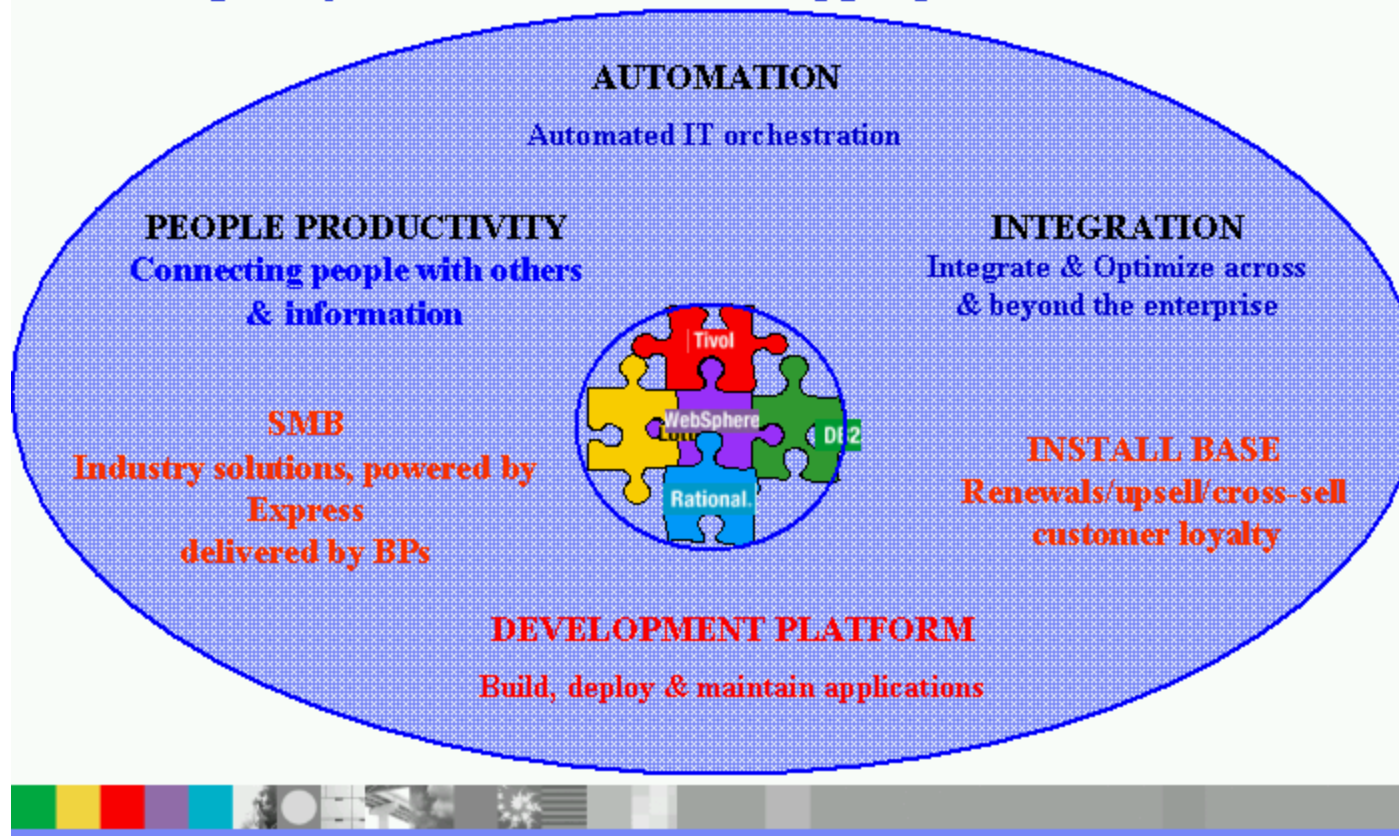 AUTOMATION
Automated IT orchestration
PEOPLE PRODUCTIVITY
Connecting people with others
& information
INTEGRATION
Integrate & Optimize across
& beyond the enterprise
Tivol
WebSphere
DB2
Rational.
SMB
Industry solutions, powered by
Express
delivered by BPs
INSTALL BASE
Renewals/upsell/cross-sell
customer loyalty
DEVELOPMENT PLATFORM
Build, deploy & maintain applications